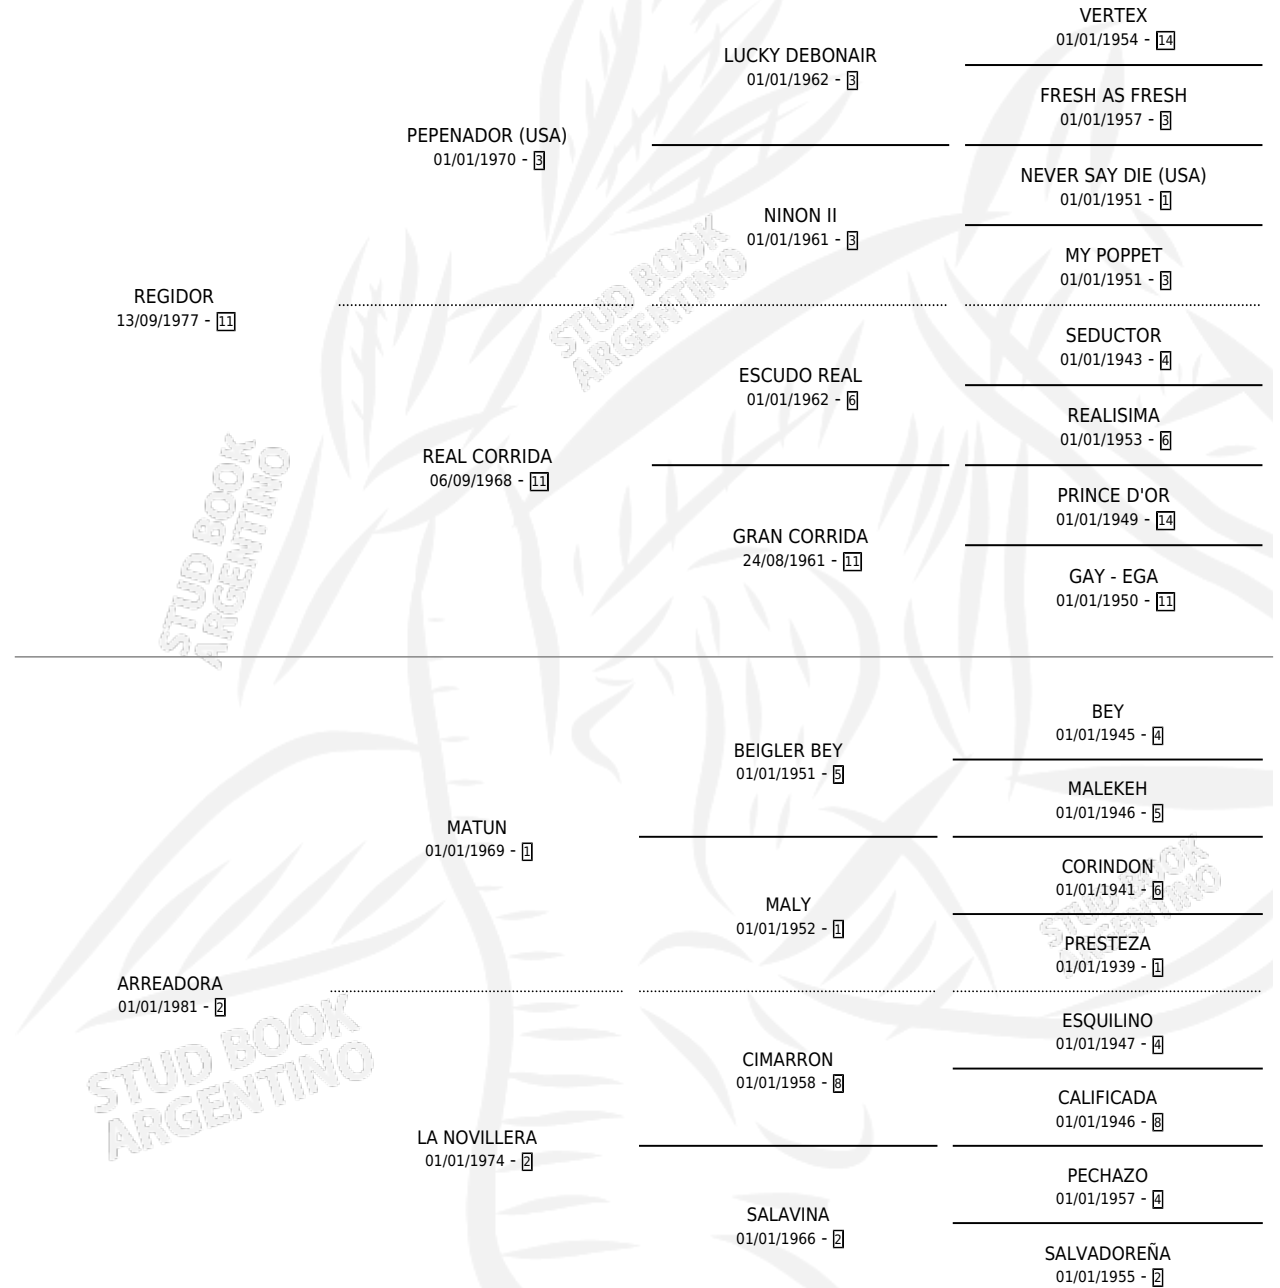 VERTEX
01/01/1954 - 14
LUCKY DEBONAIR
01/01/1962 - 3
FRESH AS FRESH
01/01/1957 - 3
PEPENADOR (USA)
01/01/1970 - 3
NEVER SAY DIE (USA)
01/01/1951 - 1
NINON II
01/01/1961 - 3
MY POPPET
01/01/1951 - 3
REGIDOR
13/09/1977 - 11
SEDUCTOR
01/01/1943 - 4
ESCUDO REAL
01/01/1962 - 6
REALISIMA
01/01/1953 - 6
REAL CORRIDA
06/09/1968 - 11
PRINCE D'OR
01/01/1949 - 14
GRAN CORRIDA
24/08/1961 - 11
GAY - EGA
01/01/1950 - 11
BEY
01/01/1945 - 4
BEIGLER BEY
01/01/1951 - 5
MALEKEH
01/01/1946 - 5
MATUN
01/01/1969 - 1
CORINDON
01/01/1941 - 6
MALY
01/01/1952 - 1
PRESTEZA
01/01/1939 - 1
ARREADORA
01/01/1981 - 2
ESQUILINO
01/01/1947 - 4
CIMARRON
01/01/1958 - 8
CALIFICADA
01/01/1946 - 8
LA NOVILLERA
01/01/1974 - 2
PECHAZO
01/01/1957 - 4
SALAVINA
01/01/1966 - 2
SALVADOREÑA
01/01/1955 - 2
STUD BOOK
ARGENTINO
STUD BOOK
ARGENTINO
STUD BOOK
ARGENTINO
STUD BOOK
ARGENTINO